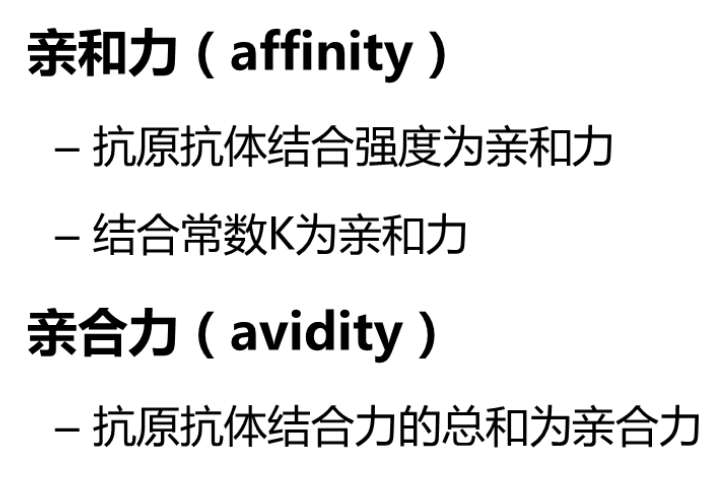 亲和力（affinity）
– 抗原抗体结合强度为亲和力
– 结合常数K为亲和力
亲合力（avidity）
– 抗原抗体结合力的总和为亲合力